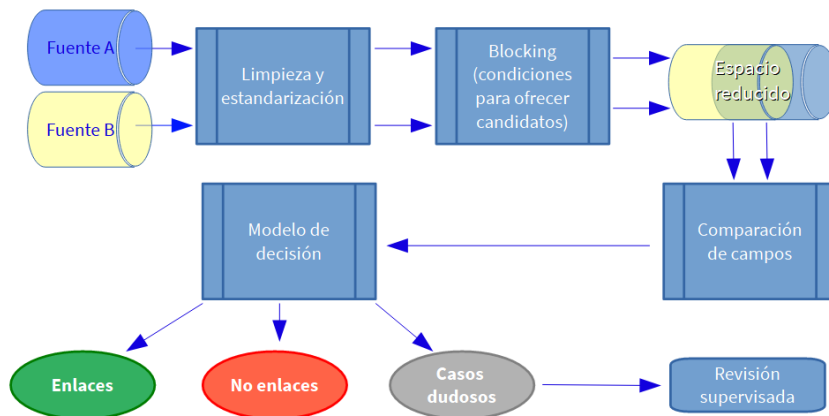 Fuente A
Fuente B
Limpieza y
estandarización
Blocking
(condiciones
para ofrecer
candidatos)
Espacio
reducido
Modelo de
decisión
Comparación
de campos
Enlaces
No enlaces
Casos
dudosos
Revisión
supervisada